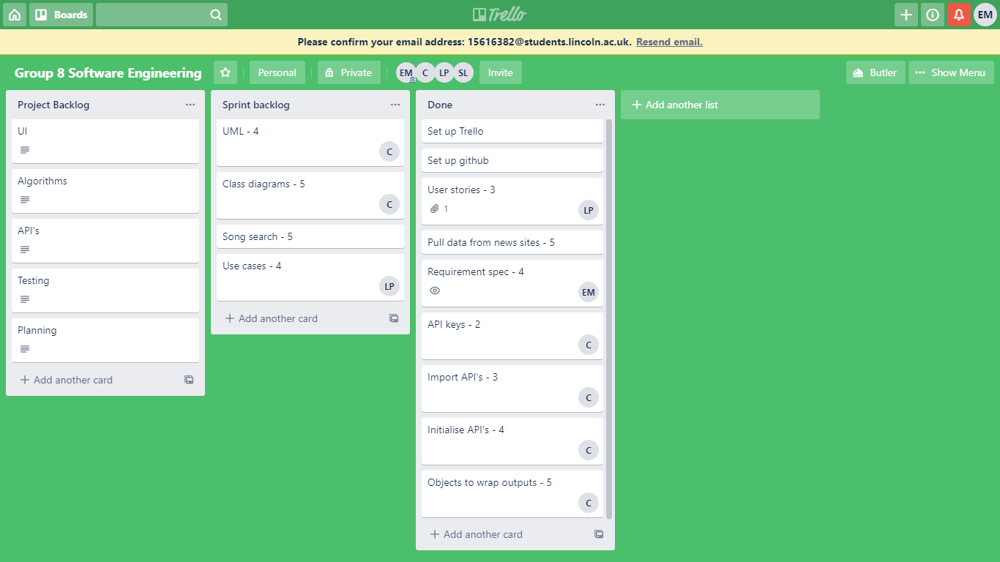 Boards
Trello
EM
Please confirm your email address: 15616382@students.lincoln.ac.uk. Resend email.
Group 8 Software Engineering
Personal
Private
EM C LP SL
Invite
Butler
Show Menu
Project Backlog
UI
Algorithms
API's
Testing
Planning
Add another card
Sprint backlog
UML - 4
C
Class diagrams - 5
C
Song search - 5
Use cases - 4
LP
Add another card
Done
Set up Trello
Set up github
User stories - 3
1
LP
Pull data from news sites - 5
Requirement spec - 4
EM
API keys - 2
C
Import API's - 3
C
Initialise API's - 4
C
Objects to wrap outputs - 5
C
Add another card
Add another list